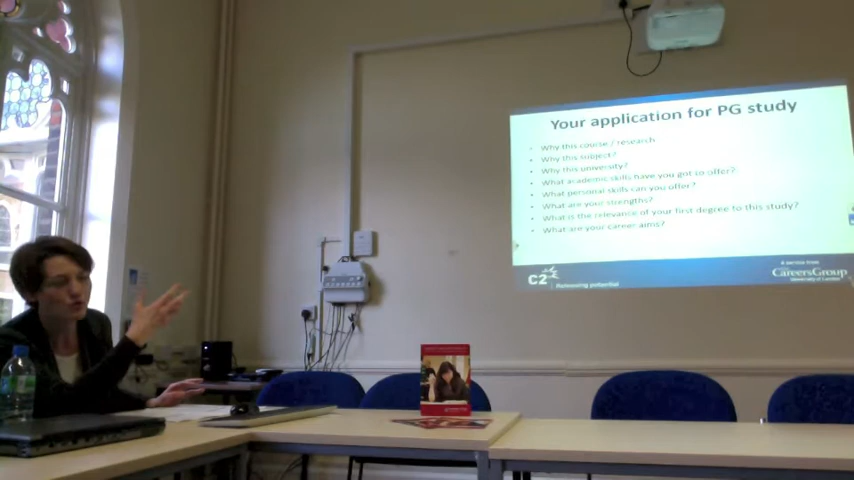 Your application for PG study
• Why this course / research
• Why this subject?
• Why this university?
• What academic skills have you got to offer?
• What personal skills can you offer?
• What are your strengths?
• What is the relevance of your first degree to this study?
• What are your career aims?
C2
Releasing potential
A service from
CareersGroup
University of London